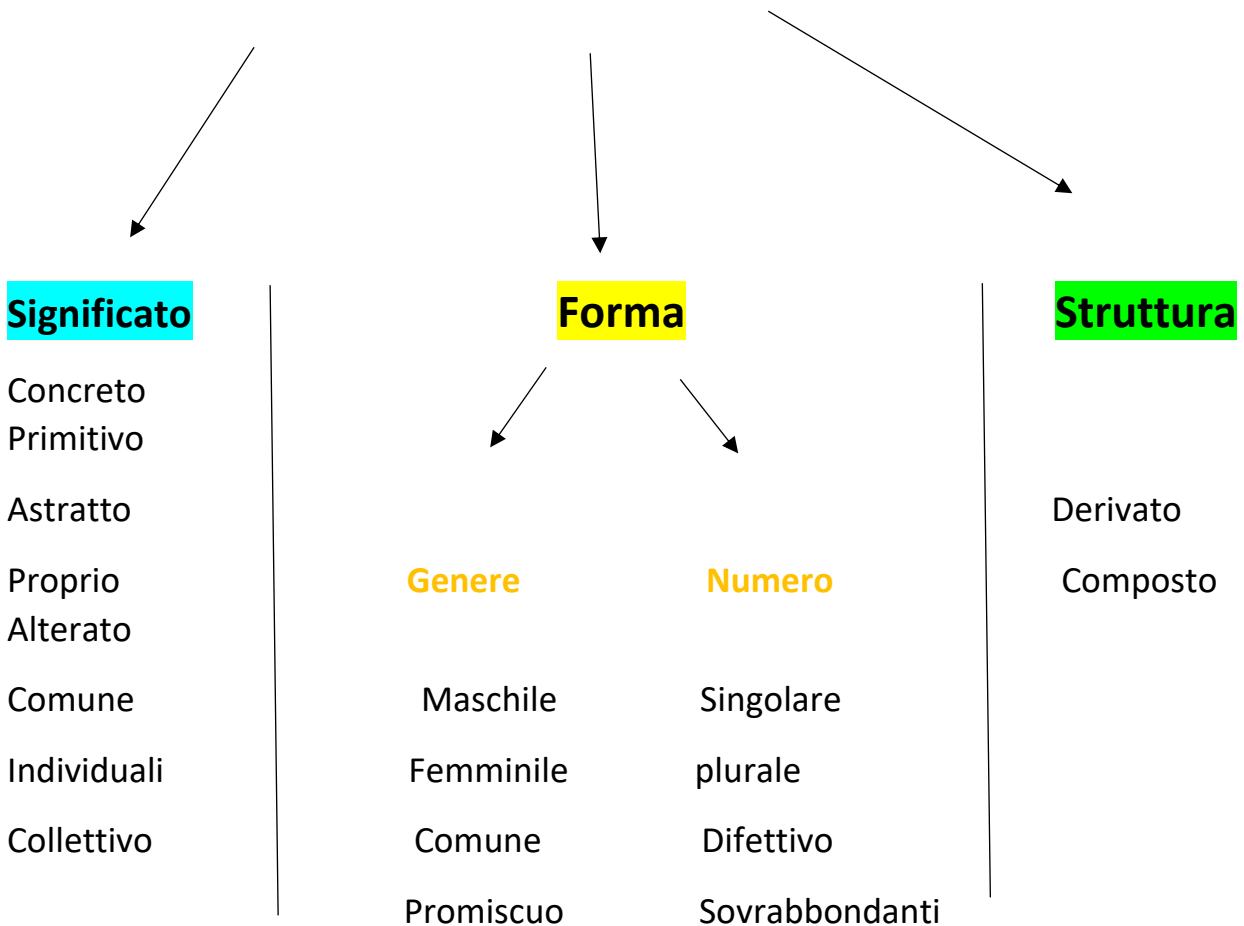 Significato
Forma
Struttura
Concreto
Primitivo
Astratto
Derivato
Proprio
Genere
Numero
Composto
Alterato
Comune
Maschile
Singolare
Individuali
Femminile
plurale
Collettivo
Comune
Difettivo
Promiscuo
Sovrabbondanti